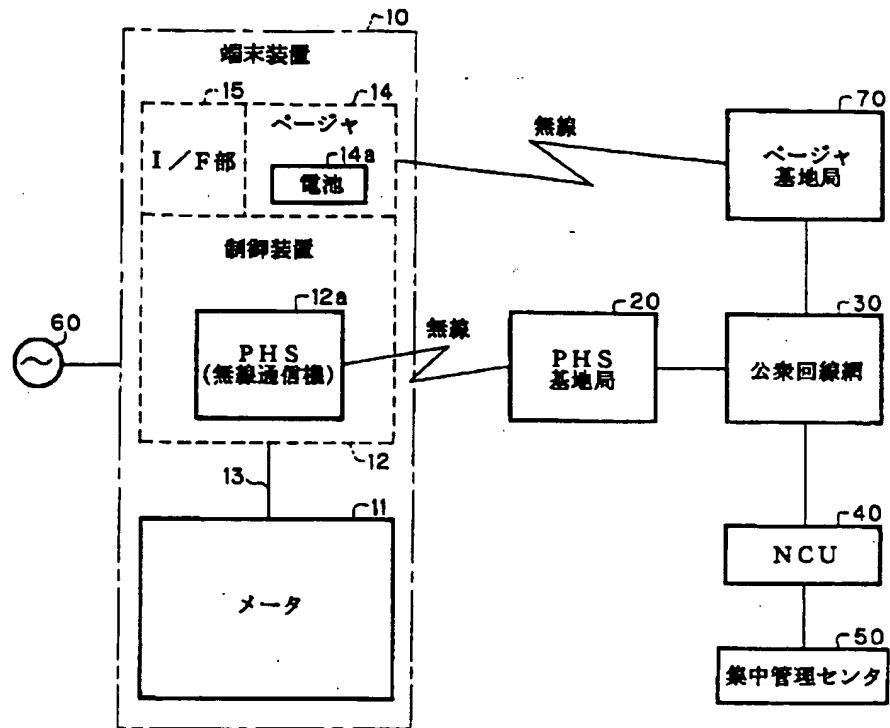 10
端末装置
15
14
70
I／F部
ページャ
14a
電池
無線
ページャ
基地局
制御装置
12a
PHS
(無線通信機)
無線
20
PHS
基地局
30
公衆回線網
60
12
13
11
メータ
40
NCU
50
集中管理センタ